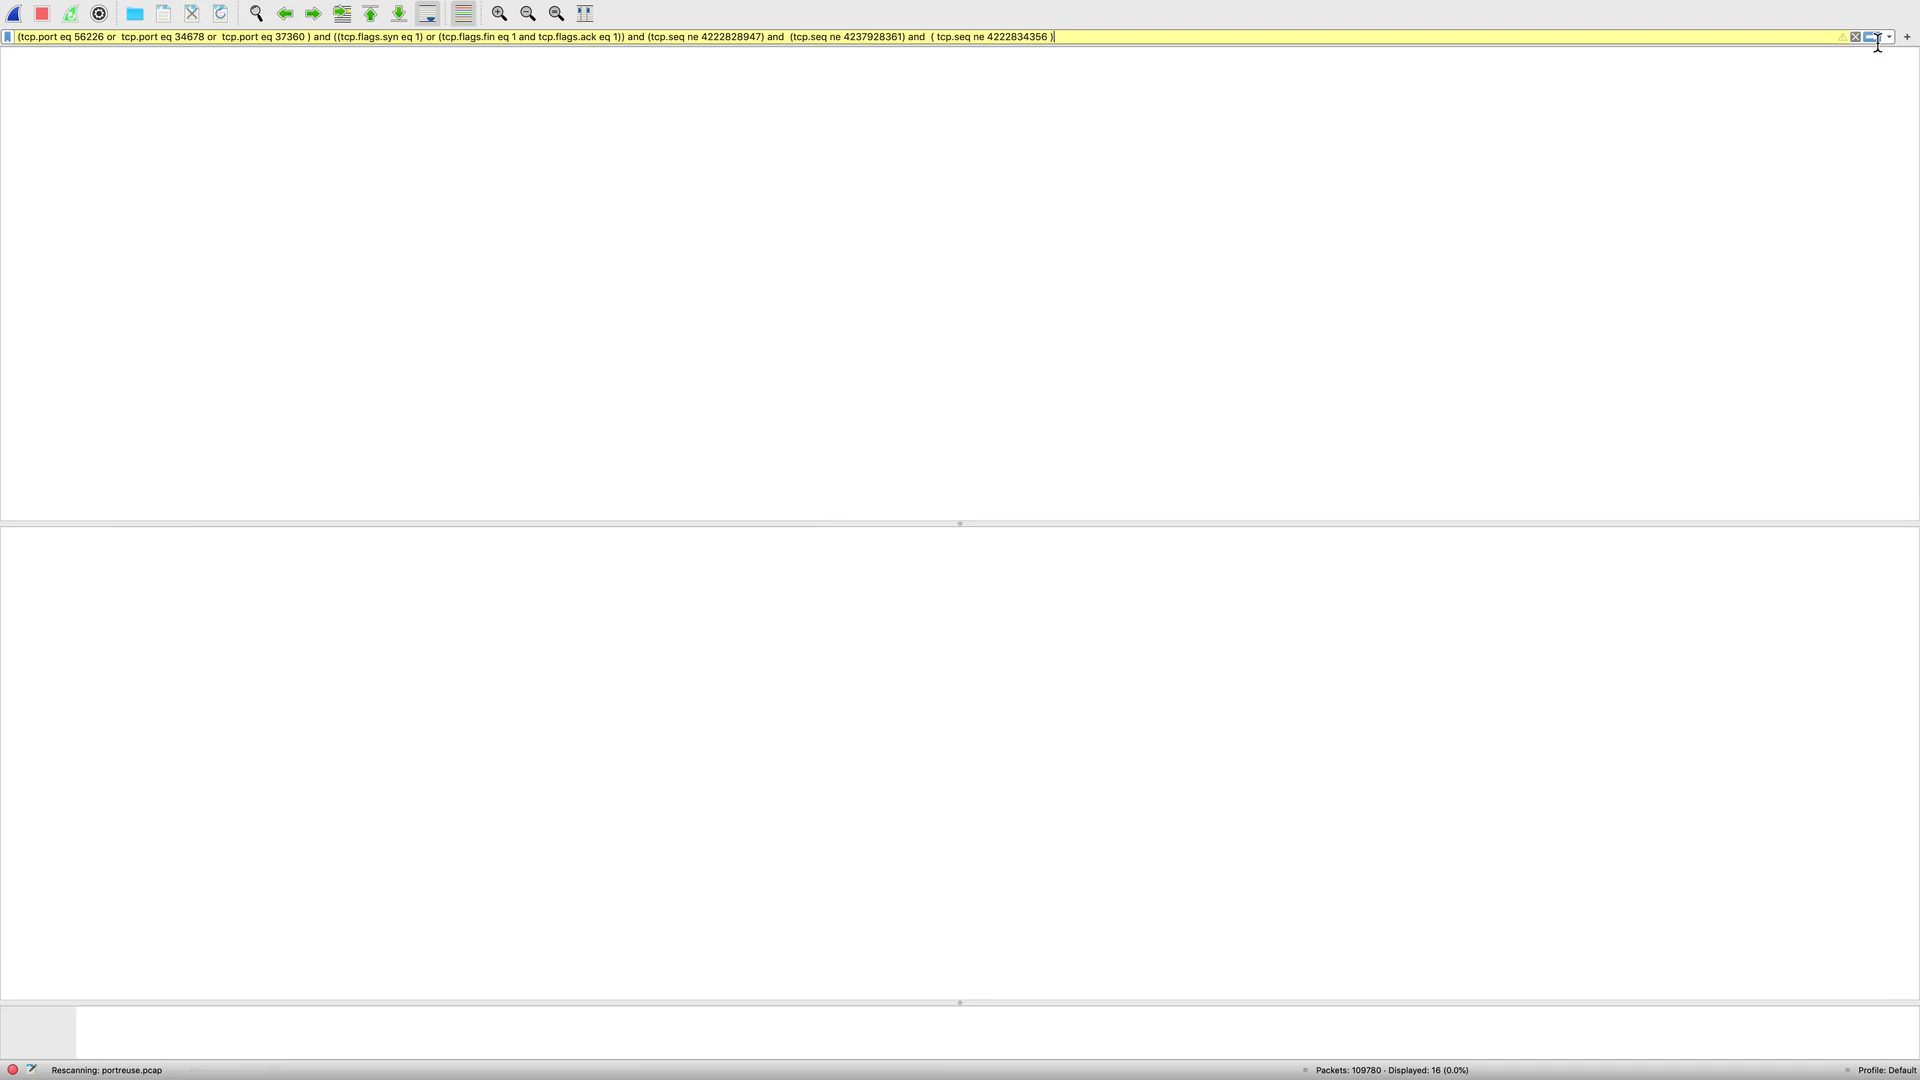 (tcp.port eq 56226 or  tcp.port eq 34678 or  tcp.port eq 37360 ) and ((tcp.flags.syn eq 1) or (tcp.flags.fin eq 1 and tcp.flags.ack eq 1)) and (tcp.seq ne 4222828947) and  (tcp.seq ne 4237928361) and  ( tcp.seq ne 4222834356 )
Rescanning: portreuse.pcap
Packets: 109780 · Displayed: 16 (0.0%)
Profile: Default